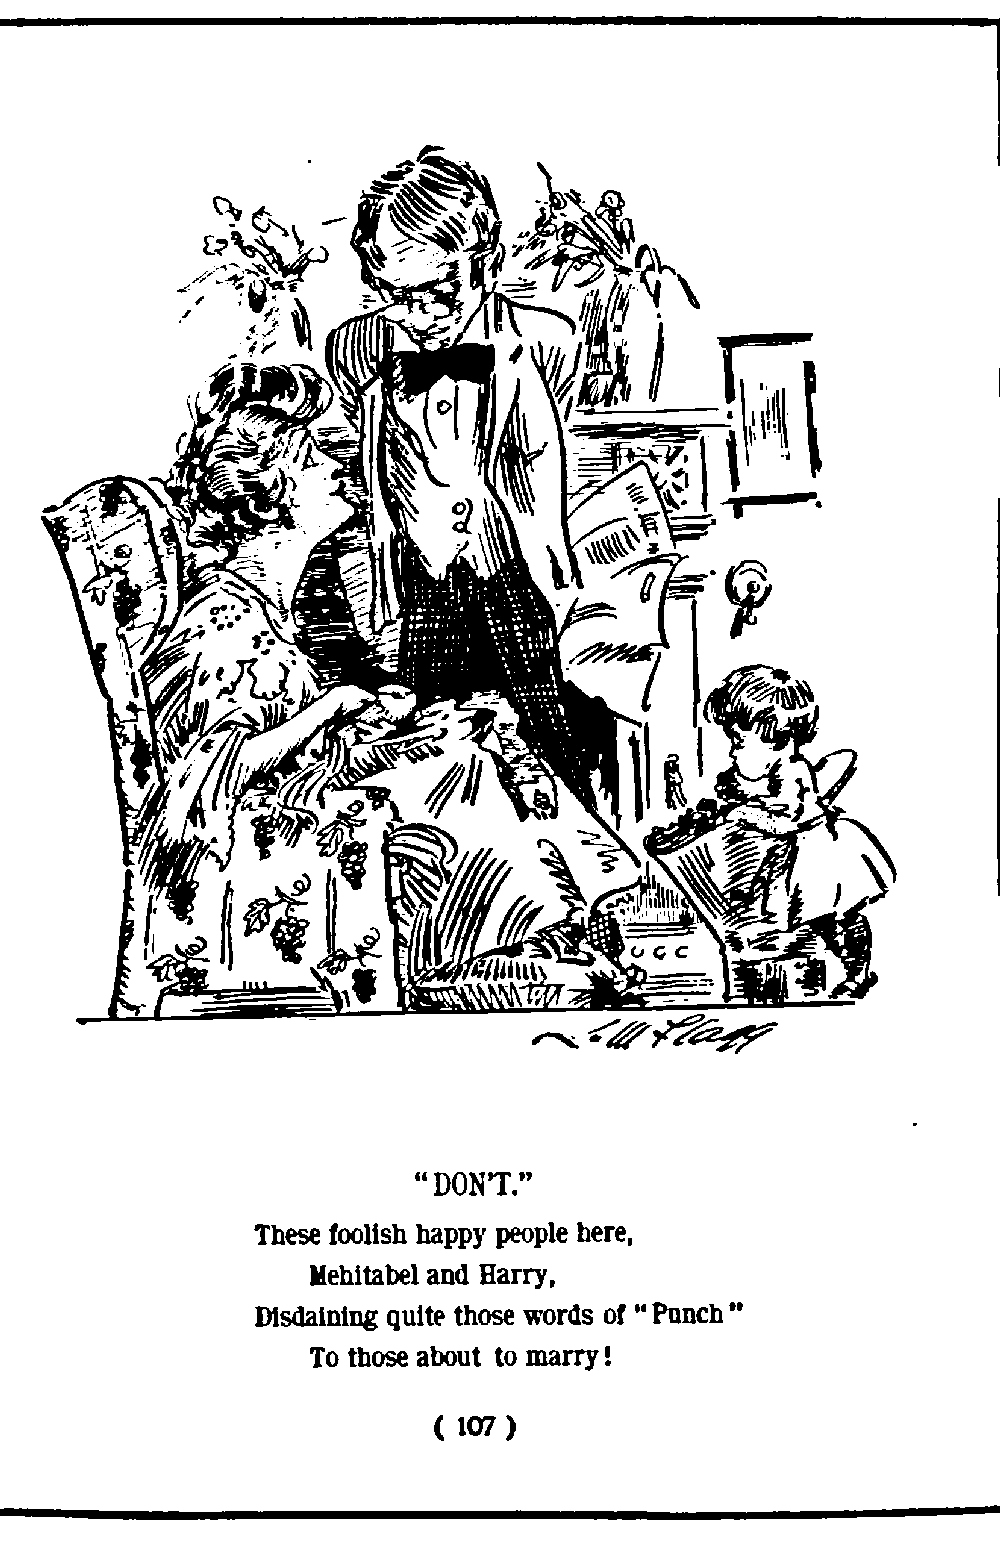 J.M Flagg
“DON'T.”
These foolish happy people here,
Mehitabel and Harry,
Disdaining quite those words of “Punch”
To those about to marry!
( 107 )